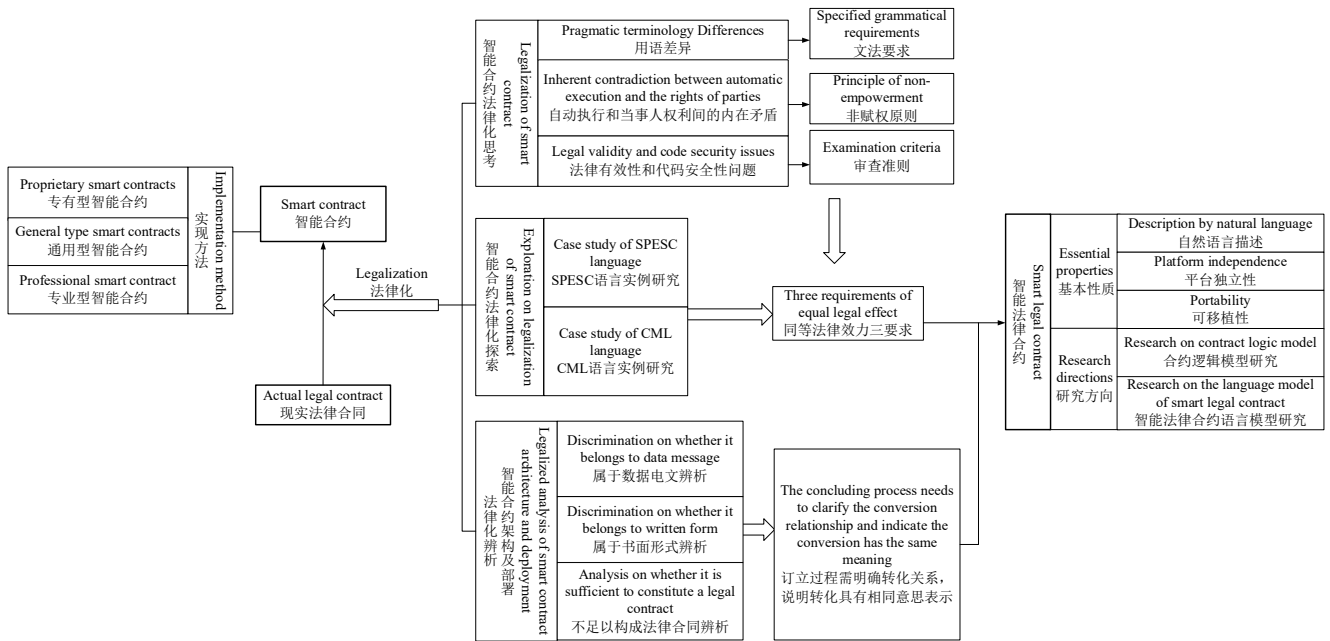 Proprietary smart contracts
专有型智能合约
General type smart contracts
通用型智能合约
Professional smart contract
专业型智能合约
Implementation method
实现方法
Smart contract
智能合约
Legalization
法律化
Actual legal contract
现实法律合同
Legalization of smart
contract
智能合约法律化思考
Pragmatic terminology Differences
用语差异
Inherent contradiction between automatic
execution and the rights of parties
自动执行和当事人权利间的内在矛盾
Legal validity and code security issues
法律有效性和代码安全性问题
Specified grammatical
requirements
文法要求
Principle of non-
empowerment
非赋权原则
Examination criteria
审查准则
Exploration on legalization
of smart contract
智能合约法律化探索
Case study of SPESC
language
SPESC语言实例研究
Case study of CML
language
CML语言实例研究
Three requirements of
equal legal effect
同等法律效力三要求
Legalized analysis of smart contract
architecture and deployment
智能合约架构及部署
法律化辨析
Discrimination on whether it
belongs to data message
属于数据电文辨析
Discrimination on whether it
belongs to written form
属于书面形式辨析
Analysis on whether it is
sufficient to constitute a legal
contract
不足以构成法律合同辨析
The concluding process needs
to clarify the conversion
relationship and indicate the
conversion has the same
meaning
订立过程需明确转化关系，
说明转化具有相同意思表示
Smart legal contract
智能法律合约
Essential
properties
基本性质
Description by natural language
自然语言描述
Platform independence
平台独立性
Portability
可移植性
Research
directions
研究方向
Research on contract logic model
合约逻辑模型研究
Research on the language model
of smart legal contract
智能法律合约语言模型研究